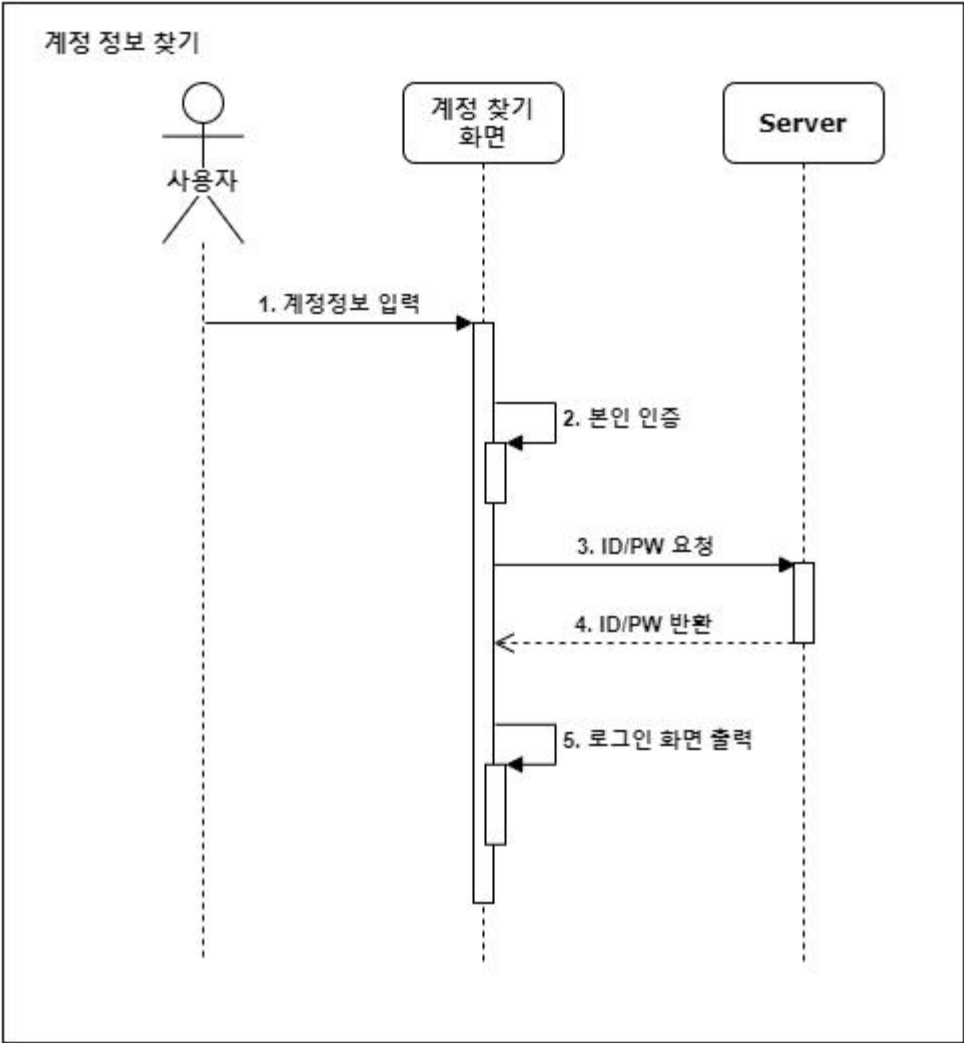 계정 정보 찾기
사용자
계정 찾기
화면
Server
1. 계정정보 입력
2. 본인 인증
3. ID/PW 요청
4. ID/PW 반환
5. 로그인 화면 출력